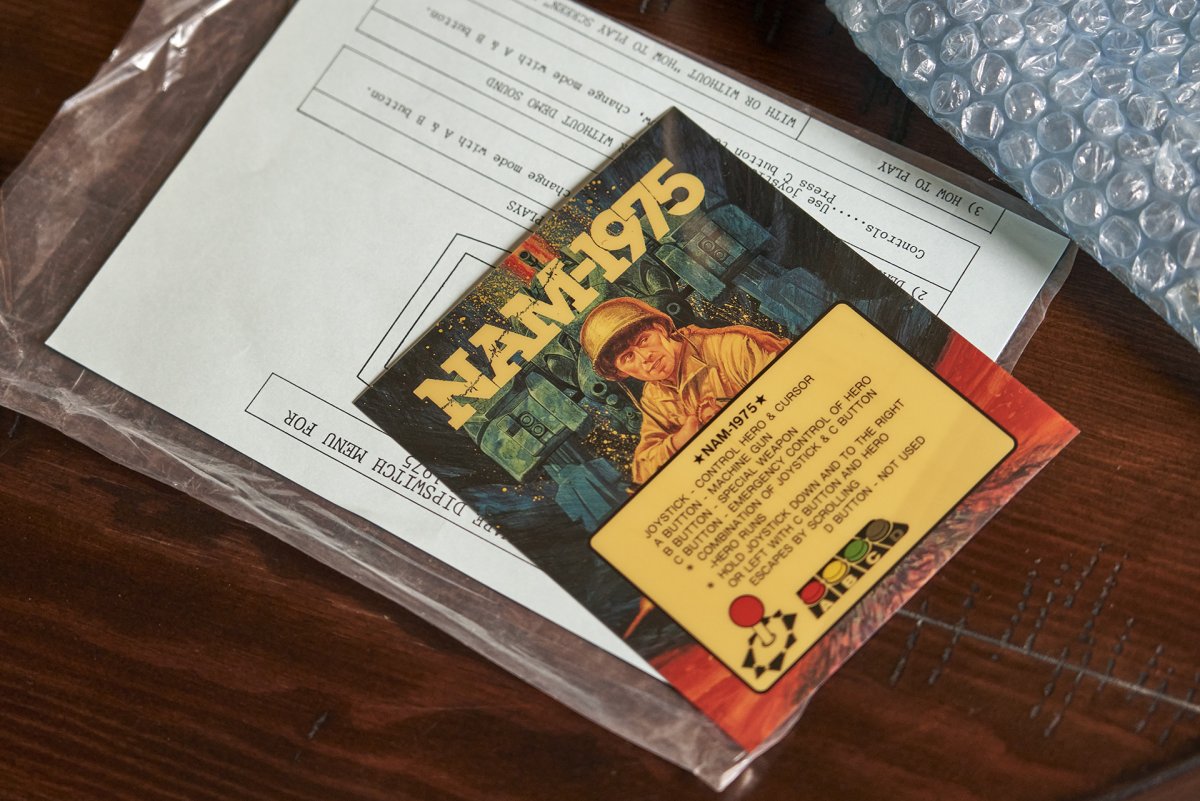 NAM-1975
★NAM-1975★
JOYSTICK - CONTROL HERO & CURSOR
A BUTTON - MACHINE GUN
B BUTTON - SPECIAL WEAPON
C BUTTON - EMERGENCY CONTROL OF HERO
* COMBINATION OF JOYSTICK & C BUTTON
-HERO RUNS
* HOLD JOYSTICK DOWN AND TO THE RIGHT
OR LEFT WITH C BUTTON AND HERO
ESCAPES BY SCROLLING
D BUTTON - NOT USED
A B C D
DIPSWITCH MENU FOR
1975
PLAYS
change mode with A & B button.
2)
WITHOUT DEMO SOUND
Controls......Use
Press C button
change mode with A & B button.
3) HOW TO PLAY WITH OR WITHOUT "HOW TO PLAY SCREEN"